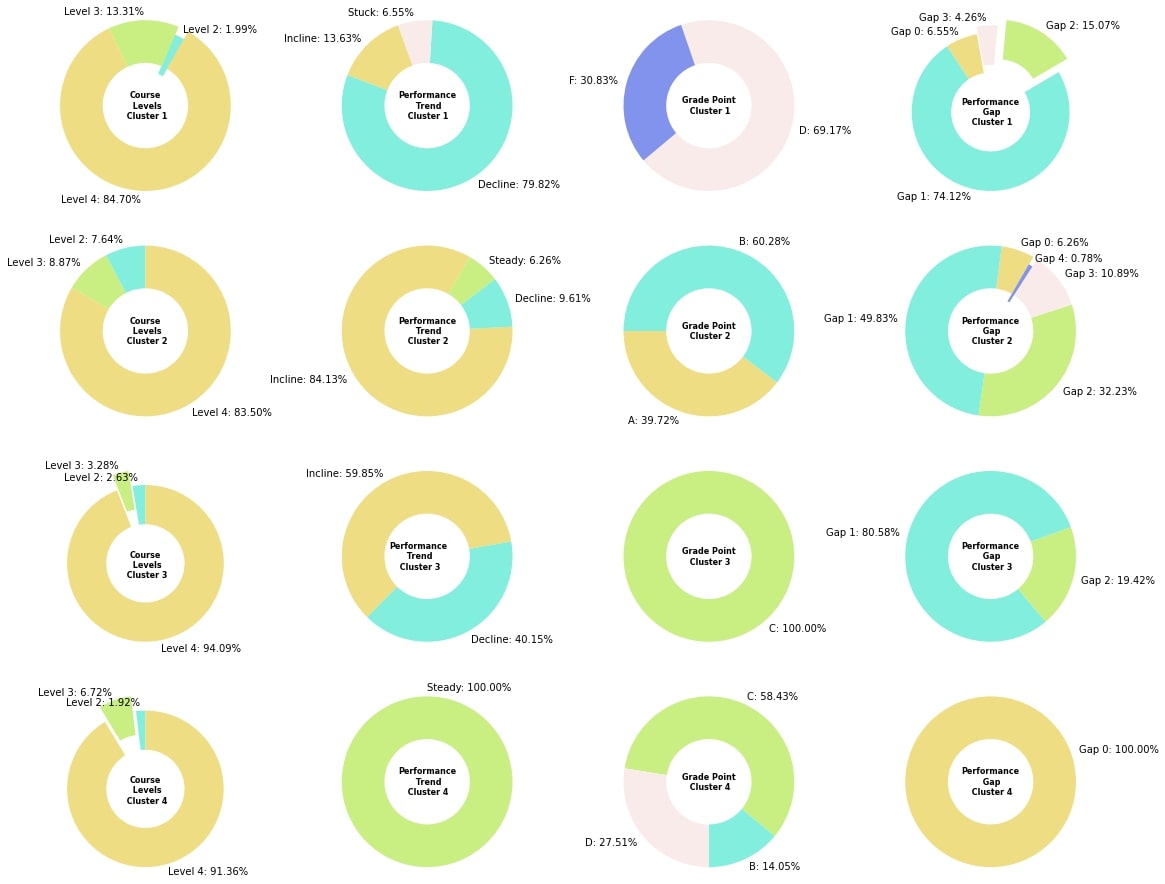 Level 3: 13.31%
Level 2: 1.99%
Course
Levels
Cluster 1
Level 4: 84.70%
Stuck: 6.55%
Incline: 13.63%
Performance
Trend
Cluster 1
Decline: 79.82%
F: 30.83%
Grade Point
Cluster 1
D: 69.17%
Gap 3: 4.26%
Gap 2: 15.07%
Gap 0: 6.55%
Performance
Gap
Cluster 1
Gap 1: 74.12%
Level 2: 7.64%
Level 3: 8.87%
Course
Levels
Cluster 2
Level 4: 83.50%
Steady: 6.26%
Decline: 9.61%
Performance
Trend
Cluster 2
Incline: 84.13%
B: 60.28%
Grade Point
Cluster 2
A: 39.72%
Gap 0: 6.26%
Gap 4: 0.78%
Gap 3: 10.89%
Gap 1: 49.83%
Performance
Gap
Cluster 2
Gap 2: 32.23%
Level 3: 3.28%
Level 2: 2.63%
Course
Levels
Cluster 3
Level 4: 94.09%
Incline: 59.85%
Performance
Trend
Cluster 3
Decline: 40.15%
Grade Point
Cluster 3
C: 100.00%
Gap 1: 80.58%
Performance
Gap
Cluster 3
Gap 2: 19.42%
Level 3: 6.72%
Level 2: 1.92%
Course
Levels
Cluster 4
Level 4: 91.36%
Steady: 100.00%
Performance
Trend
Cluster 4
C: 58.43%
Grade Point
Cluster 4
D: 27.51%
B: 14.05%
Gap 0: 100.00%
Performance
Gap
Cluster 4